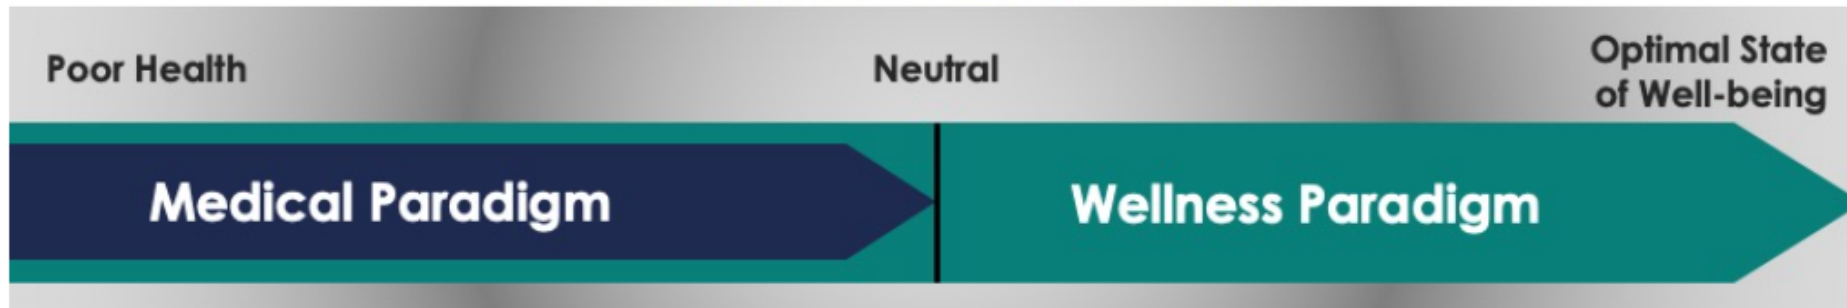 Poor Health
Neutral
Optimal State
of Well-being
Medical Paradigm
Wellness Paradigm